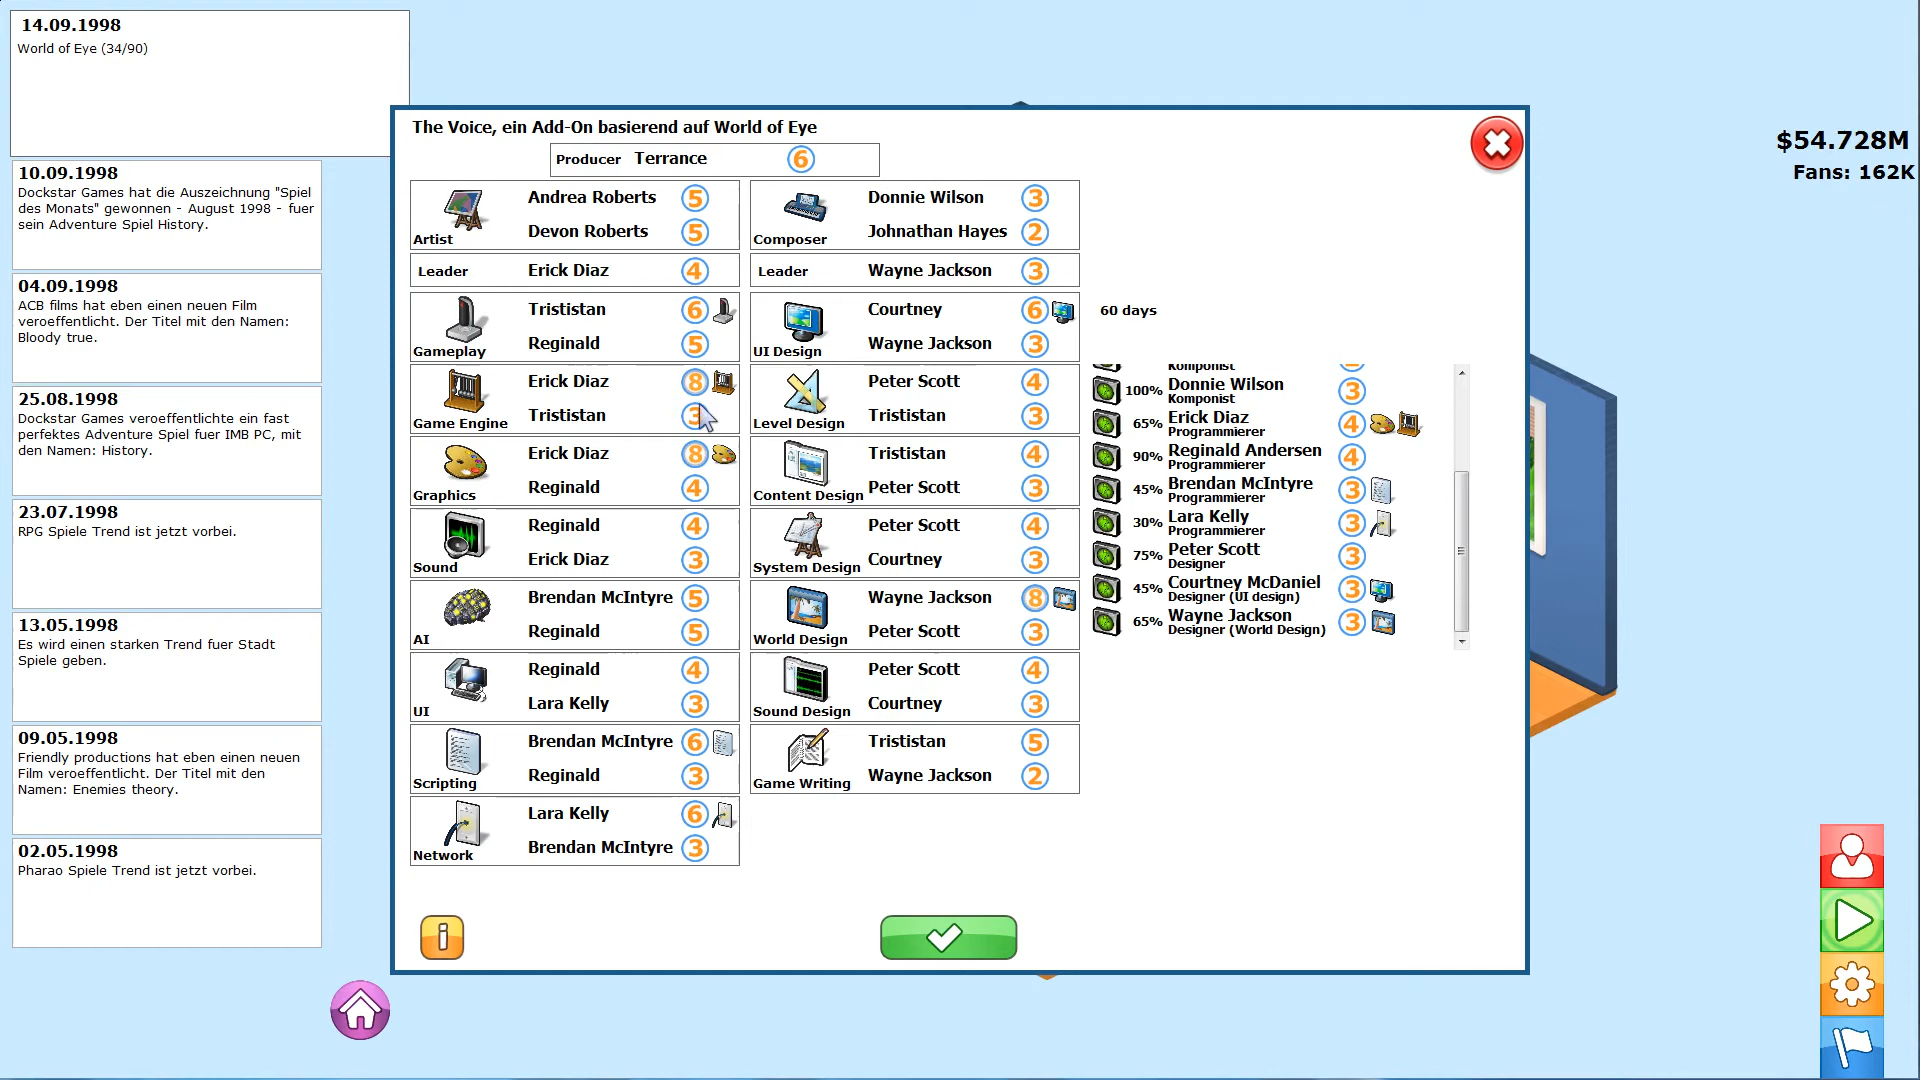 14.09.1998
World of Eye (34/90)
10.09.1998
Dockstar Games hat die Auszeichnung "Spiel
des Monats" gewonnen - August 1998 - fuer
sein Adventure Spiel History.
04.09.1998
ACB films hat eben einen neuen Film
veroeffentlicht. Der Titel mit den Namen:
Bloody true.
25.08.1998
Dockstar Games veroeffentlichte ein fast
perfektes Adventure Spiel fuer IMB PC, mit
den Namen: History.
23.07.1998
RPG Spiele Trend ist jetzt vorbei.
13.05.1998
Es wird einen starken Trend fuer Stadt
Spiele geben.
09.05.1998
Friendly productions hat eben einen neuen
Film veroeffentlicht. Der Titel mit den
Namen: Enemies theory.
02.05.1998
Pharao Spiele Trend ist jetzt vorbei.
The Voice, ein Add-On basierend auf World of Eye
Producer Terrance 6
Artist
Andrea Roberts 5
Devon Roberts 5
Leader Erick Diaz 4
Gameplay
Trististan 6
Reginald 5
Game Engine
Erick Diaz 8
Trististan 3
Graphics
Erick Diaz 8
Reginald 4
Sound
Reginald 4
Erick Diaz 3
AI
Brendan McIntyre 5
Reginald 5
UI
Reginald 4
Lara Kelly 3
Scripting
Brendan McIntyre 6
Reginald 3
Network
Lara Kelly 6
Brendan McIntyre 3
Composer
Donnie Wilson 3
Johnathan Hayes 2
Leader Wayne Jackson 3
UI Design
Courtney 6
Wayne Jackson 3
Level Design
Peter Scott 4
Trististan 3
Content Design
Trististan 4
Peter Scott 3
System Design
Peter Scott 4
Courtney 3
World Design
Wayne Jackson 8
Peter Scott 3
Sound Design
Peter Scott 4
Courtney 3
Game Writing
Trististan 5
Wayne Jackson 2
60 days
Komponist
100% Donnie Wilson 3
Komponist
65% Erick Diaz 4
Programmierer
90% Reginald Andersen 4
Programmierer
45% Brendan McIntyre 3
Programmierer
30% Lara Kelly 3
Programmierer
75% Peter Scott 3
Designer
45% Courtney McDaniel 3
Designer (UI design)
65% Wayne Jackson 3
Designer (World Design)
$54.728M
Fans: 162K